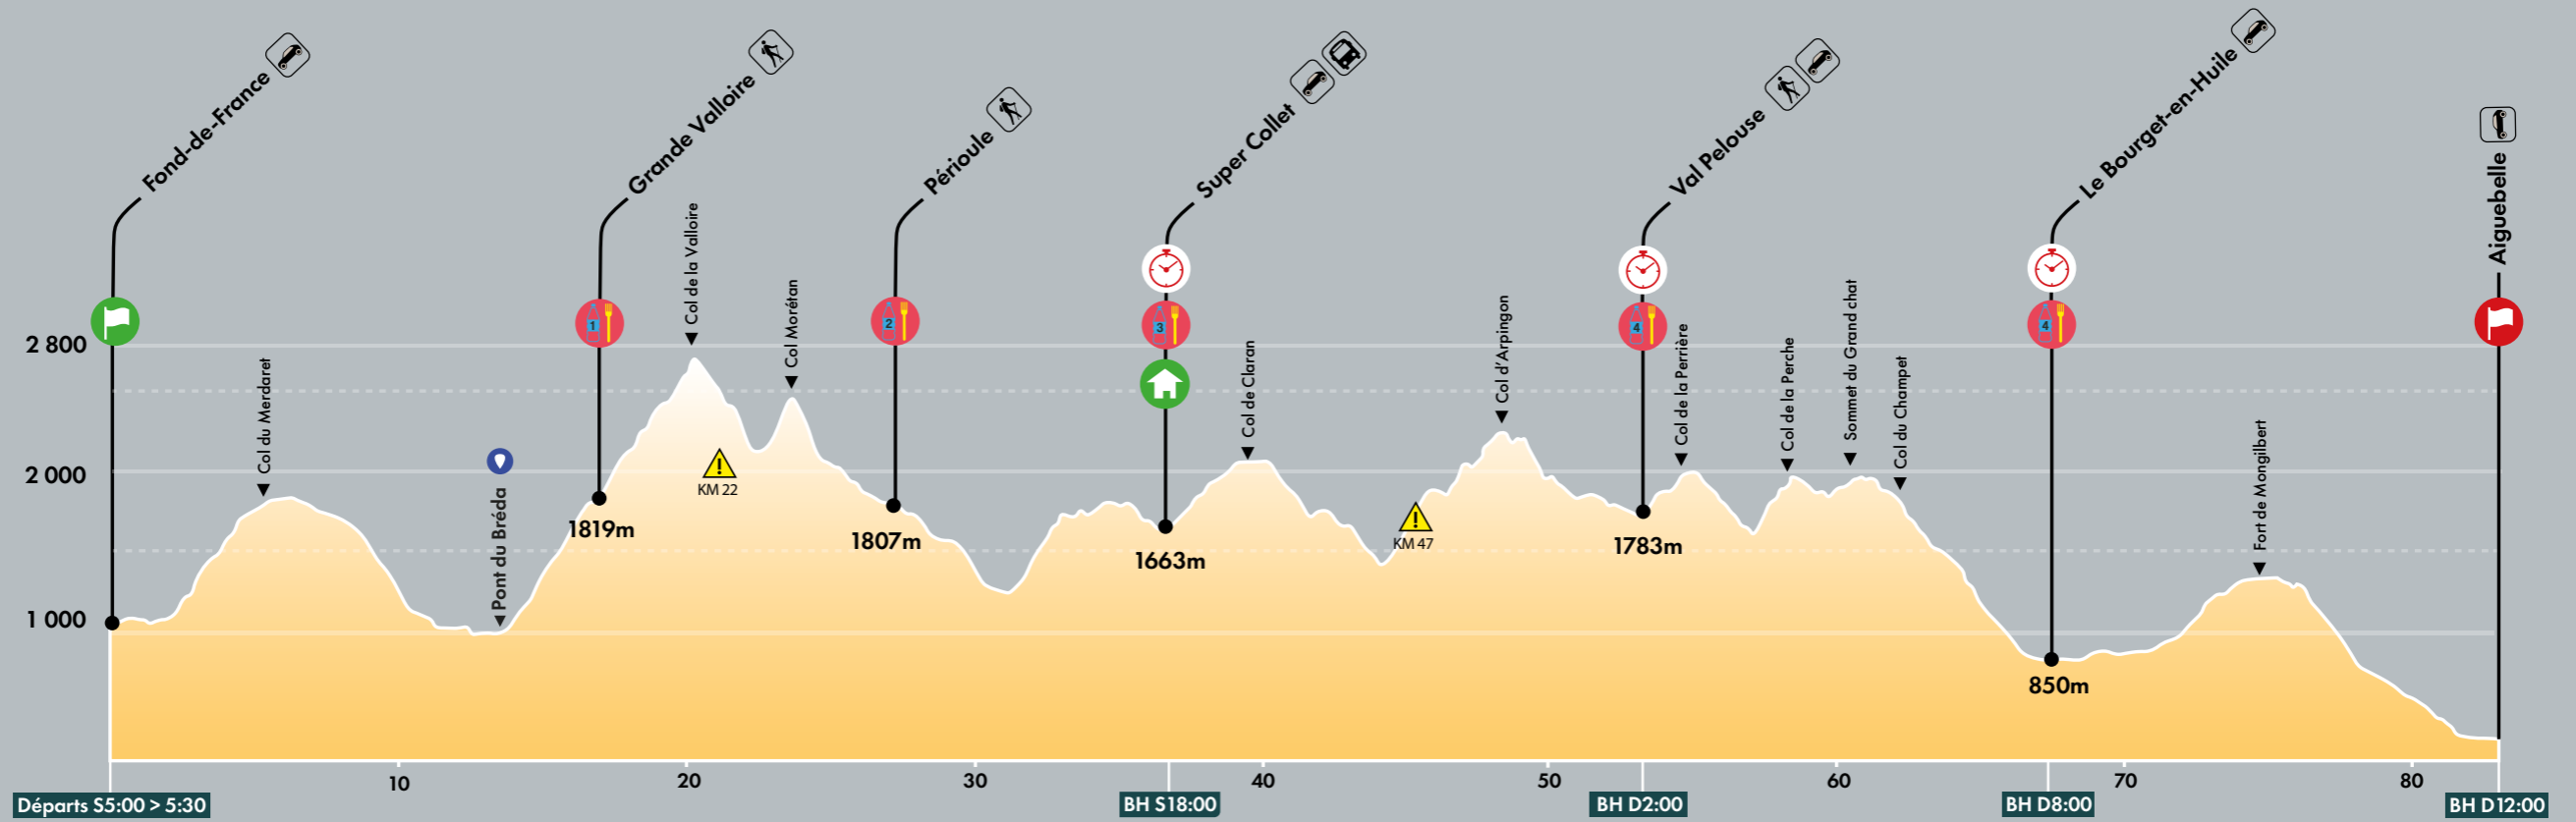 Fond-de-France
Grande Valloire
Périoule
Super Collet
Val Pelouse
Le Bourget-en-Huile
Aiguebelle
Col du Merdaret
Pont du Bréda
Col de la Valloire
Col Morétan
Col de Claran
Col d'Arpingon
Col de la Perrière
Col de la Perche
Sommet du Grand chat
Col du Champet
Fort de Mongilbert
1
2
3
4
4
2 800
2 000
1 000
KM 22
KM 47
1819m
1807m
1663m
1783m
850m
10
20
30
40
50
60
70
80
Départs S5:00 > 5:30
BH S18:00
BH D2:00
BH D8:00
BH D12:00